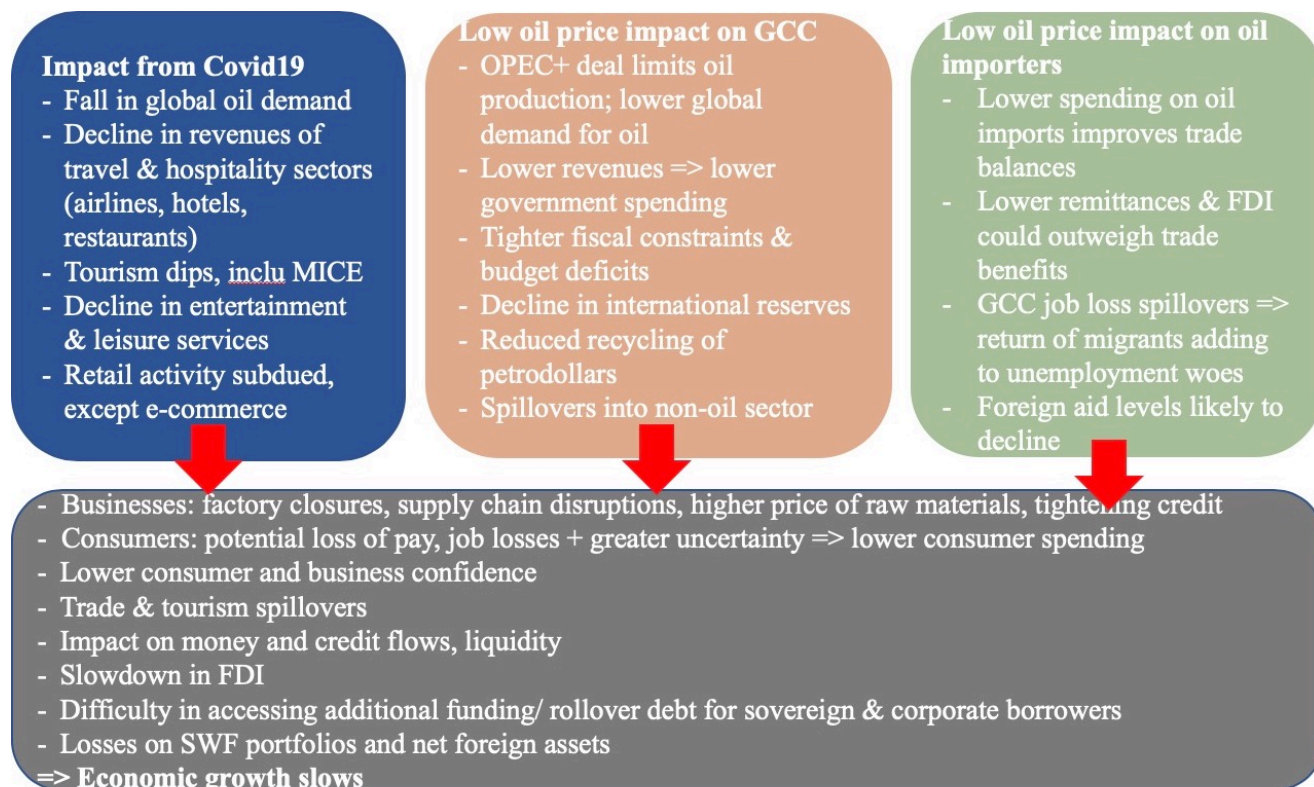 Impact from Covid19
- Fall in global oil demand
- Decline in revenues of
travel & hospitality sectors
(airlines, hotels,
restaurants)
- Tourism dips, inclu MICE
- Decline in entertainment
& leisure services
- Retail activity subdued,
except e-commerce
Low oil price impact on GCC
- OPEC+ deal limits oil
production; lower global
demand for oil
- Lower revenues => lower
government spending
- Tighter fiscal constraints &
budget deficits
- Decline in international reserves
- Reduced recycling of
petrodollars
- Spillovers into non-oil sector
Low oil price impact on oil
importers
- Lower spending on oil
imports improves trade
balances
- Lower remittances & FDI
could outweigh trade
benefits
- GCC job loss spillovers =>
return of migrants adding
to unemployment woes
- Foreign aid levels likely to
decline
- Businesses: factory closures, supply chain disruptions, higher price of raw materials, tightening credit
- Consumers: potential loss of pay, job losses + greater uncertainty => lower consumer spending
- Lower consumer and business confidence
- Trade & tourism spillovers
- Impact on money and credit flows, liquidity
- Slowdown in FDI
- Difficulty in accessing additional funding/ rollover debt for sovereign & corporate borrowers
- Losses on SWF portfolios and net foreign assets
=> Economic growth slows